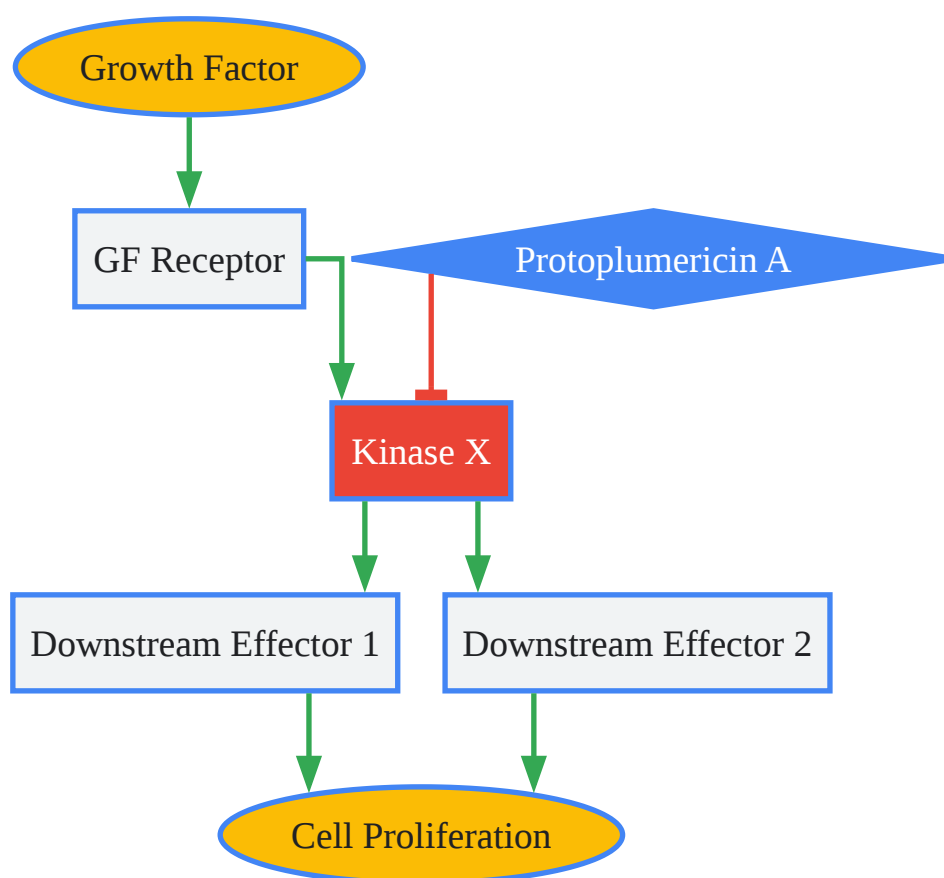 Growth Factor
GF Receptor
Protoplumericin A
Kinase X
Downstream Effector 1
Downstream Effector 2
Cell Proliferation